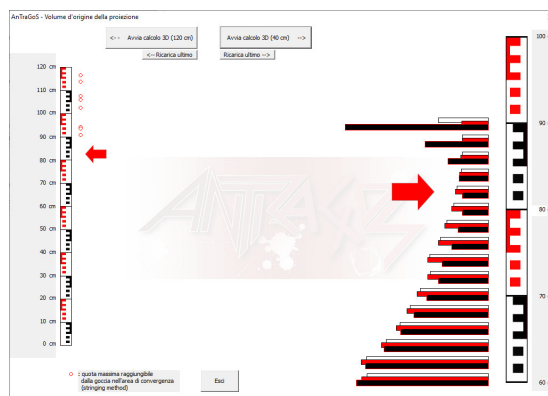 AnTraGoS - Volume d'origine della proiezione
<-- Avvia calcolo 3D (120 cm)
Avvia calcolo 3D (40 cm) -->
<-- Ricarica ultimo
Ricarica ultimo -->
120 cm
110 cm
100 cm
90 cm
80 cm
70 cm
60 cm
50 cm
40 cm
30 cm
20 cm
10 cm
0 cm
100
90
80
70
60
ANTRAGOS
o : quota massima raggiungibile
dalla goccia nell'area di convergenza
(stringing method)
Esci